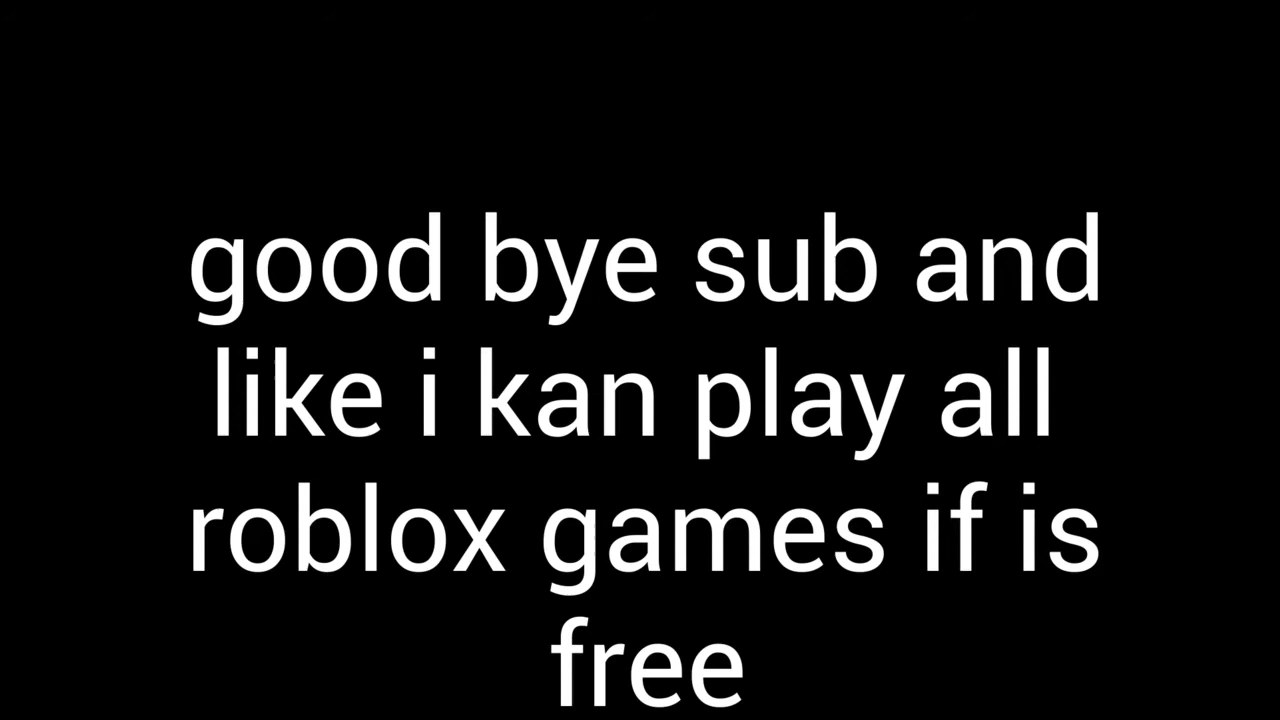 good bye sub and
like i kan play all
roblox games if is
free